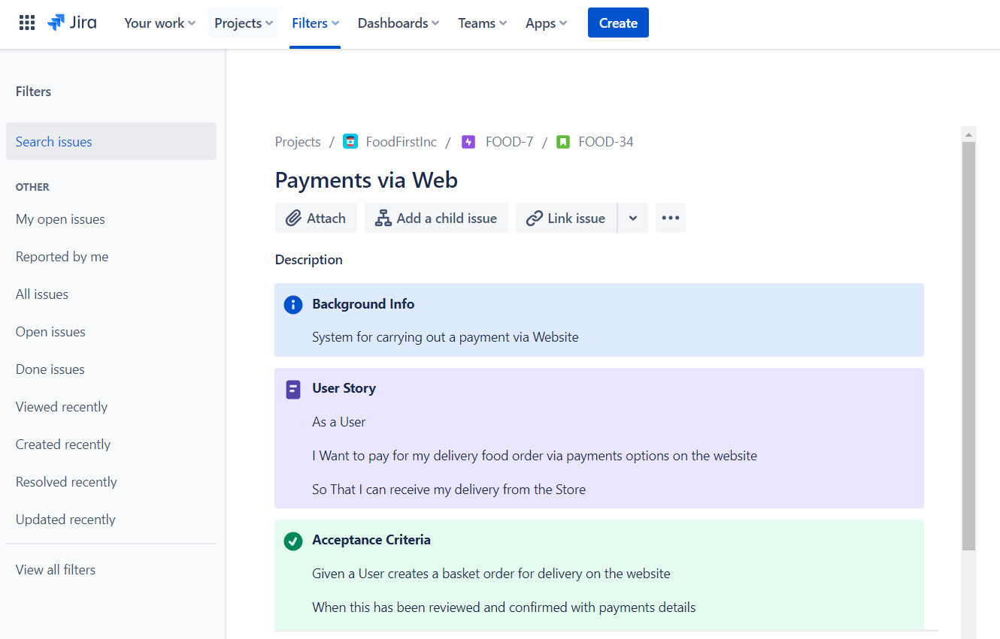 Jira Your work Projects Filters Dashboards Teams Apps Create
Filters
Search issues
OTHER
My open issues
Reported by me
All issues
Open issues
Done issues
Viewed recently
Created recently
Resolved recently
Updated recently
View all filters
Projects / FoodFirstInc / FOOD-7 / FOOD-34
Payments via Web
Attach Add a child issue Link issue
Description
Background Info
System for carrying out a payment via Website
User Story
As a User
I Want to pay for my delivery food order via payments options on the website
So That I can receive my delivery from the Store
Acceptance Criteria
Given a User creates a basket order for delivery on the website
When this has been reviewed and confirmed with payments details